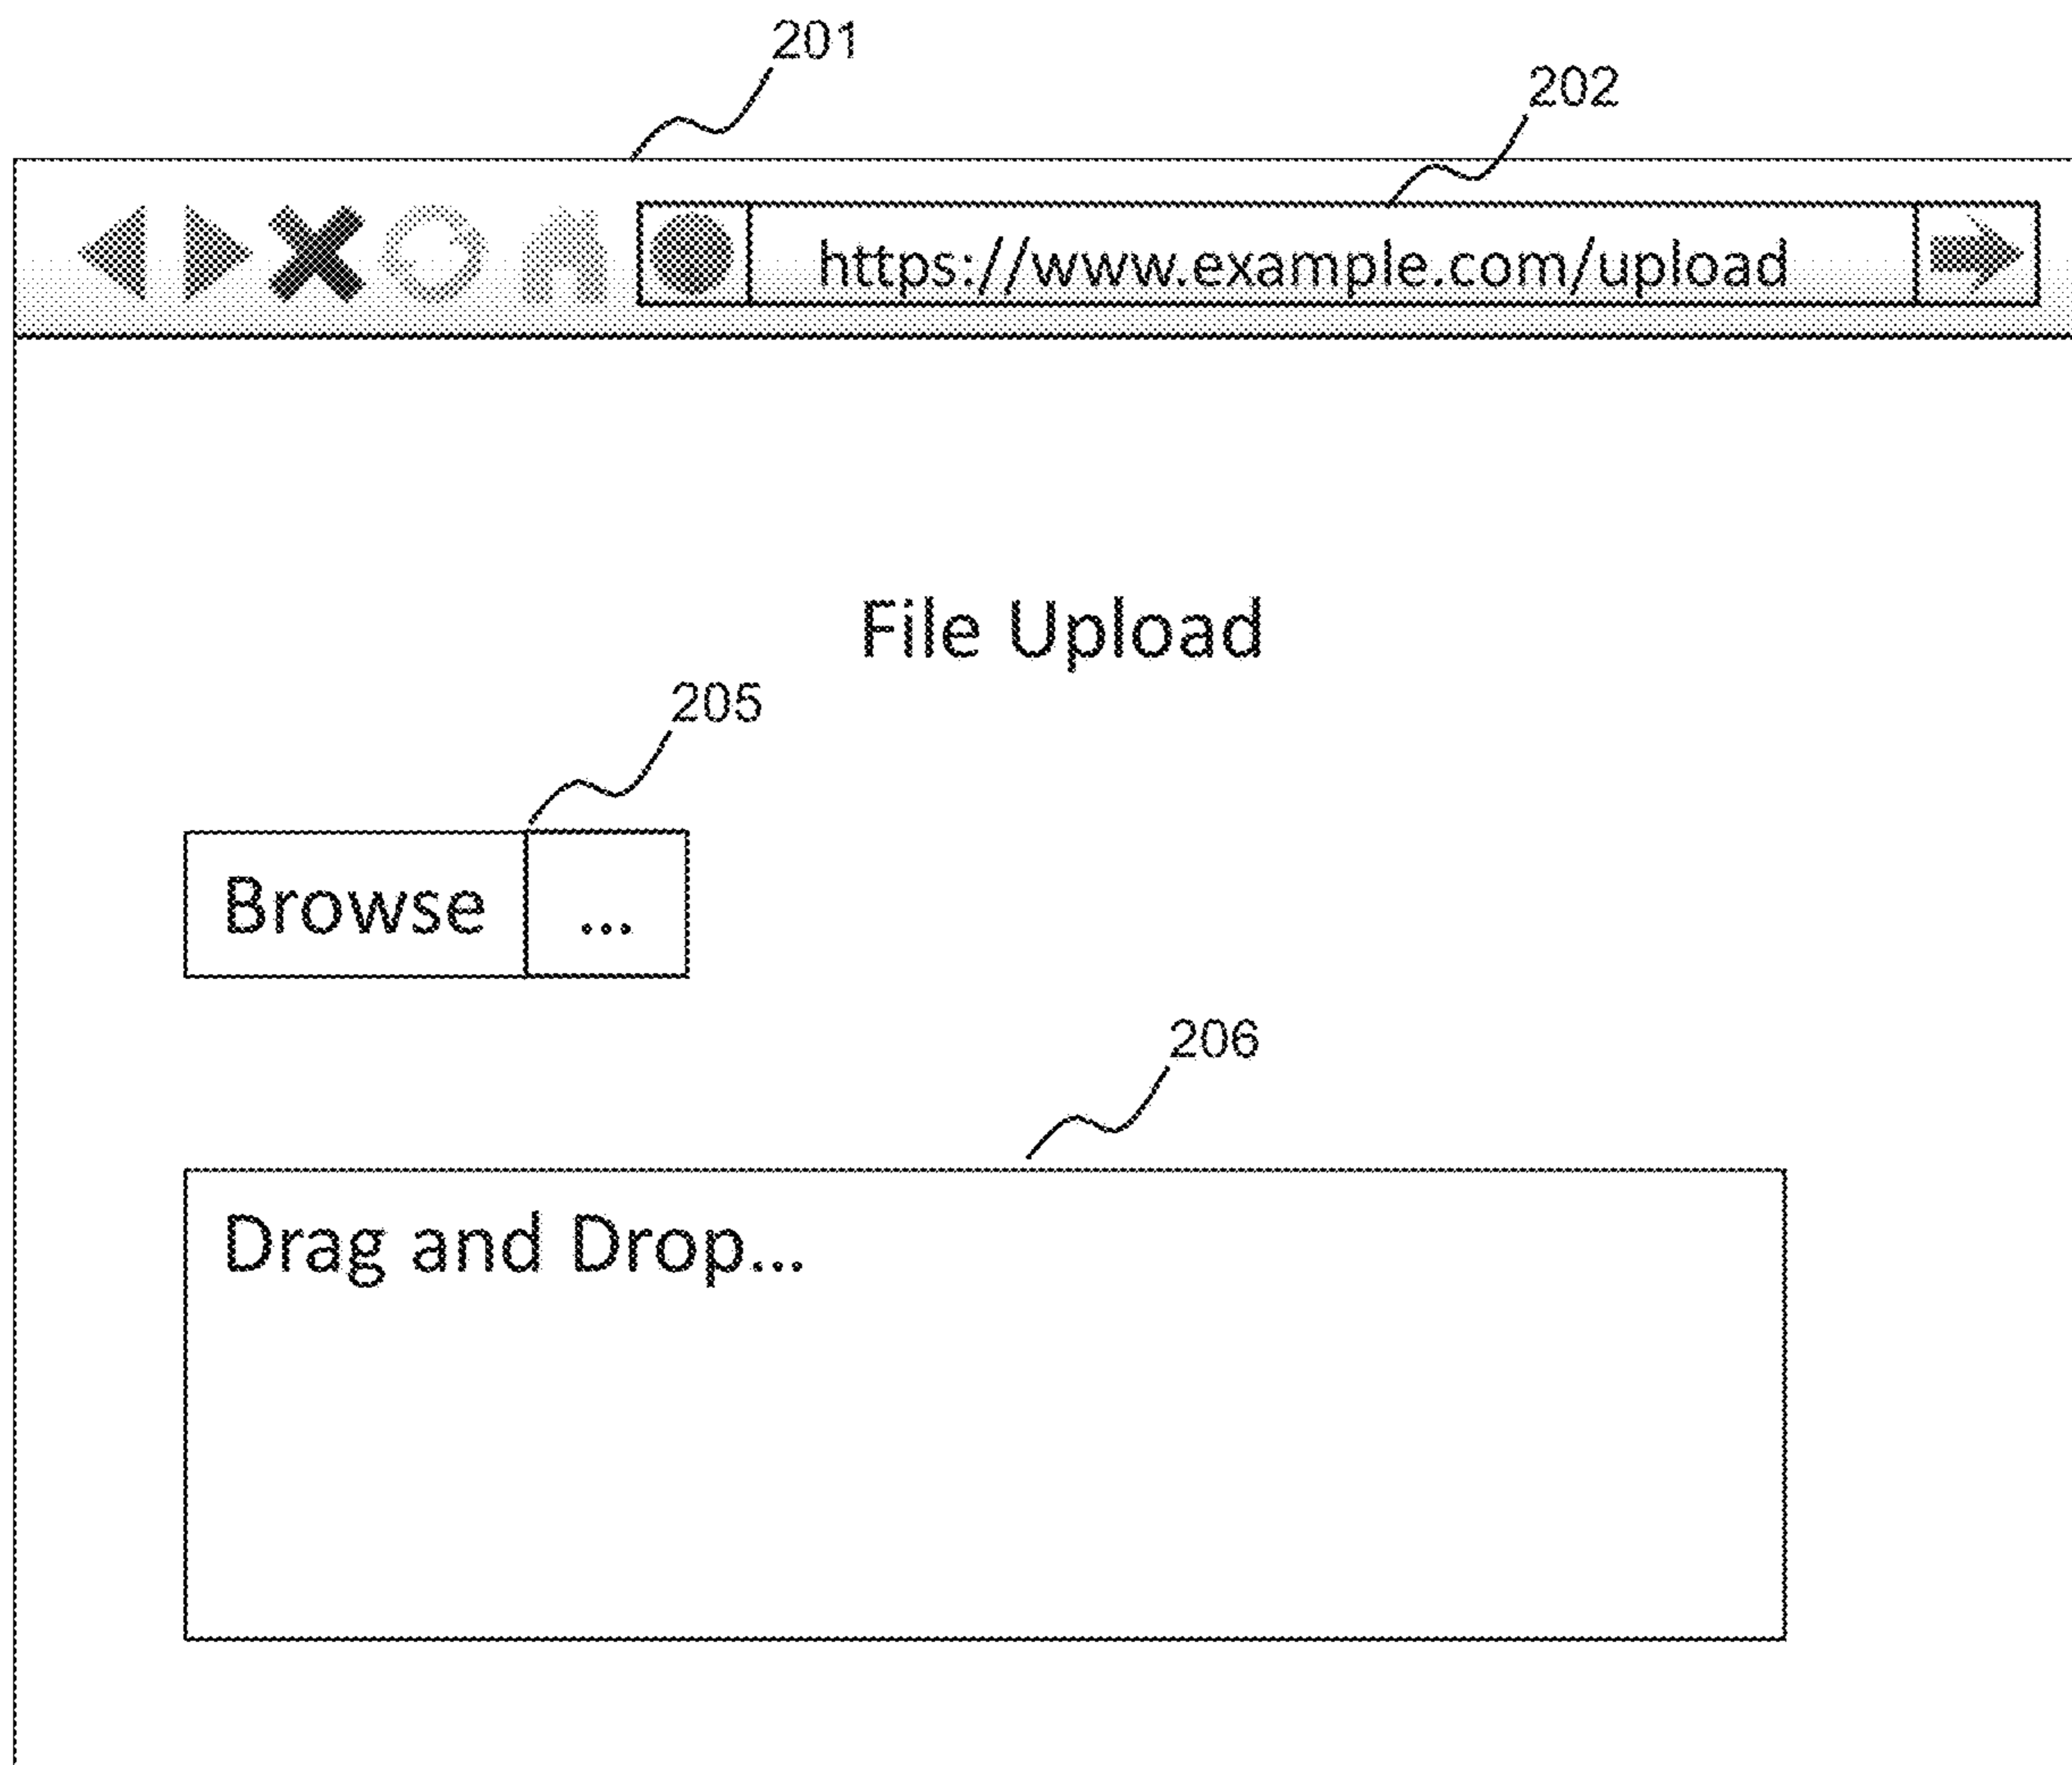 201
202
https://www.example.com/upload
File Upload
205
Browse ...
206
Drag and Drop...